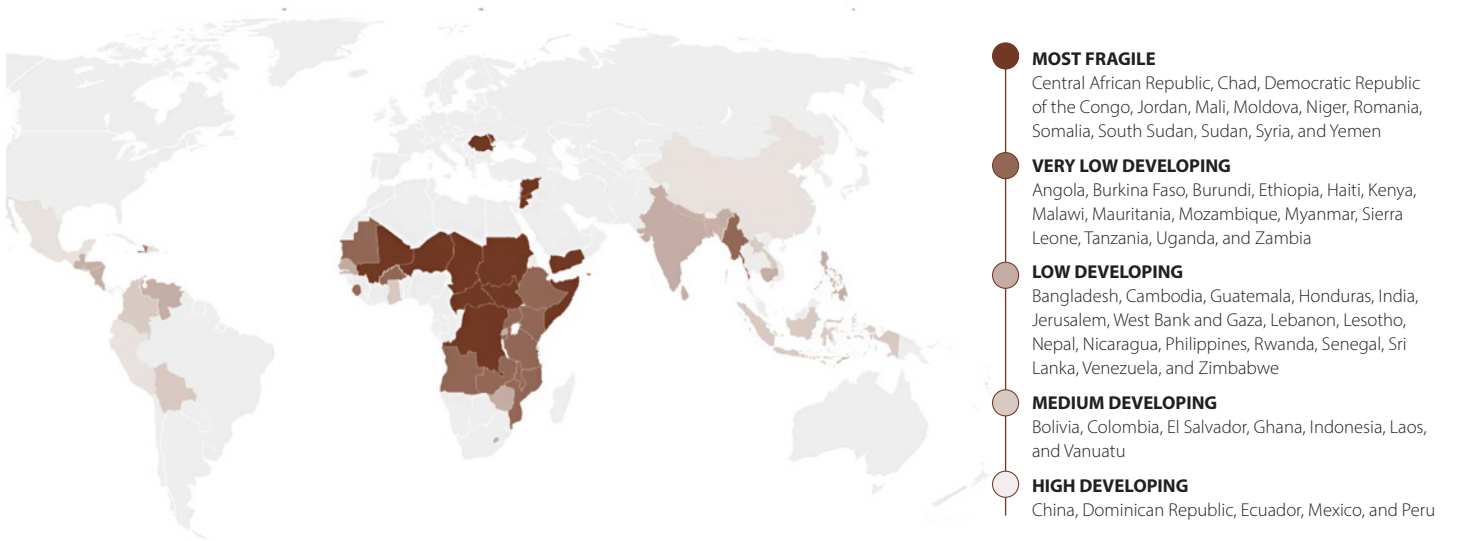 MOST FRAGILE
Central African Republic, Chad, Democratic Republic
of the Congo, Jordan, Mali, Moldova, Niger, Romania,
Somalia, South Sudan, Sudan, Syria, and Yemen
VERY LOW DEVELOPING
Angola, Burkina Faso, Burundi, Ethiopia, Haiti, Kenya,
Malawi, Mauritania, Mozambique, Myanmar, Sierra
Leone, Tanzania, Uganda, and Zambia
LOW DEVELOPING
Bangladesh, Cambodia, Guatemala, Honduras, India,
Jerusalem, West Bank and Gaza, Lebanon, Lesotho,
Nepal, Nicaragua, Philippines, Rwanda, Senegal, Sri
Lanka, Venezuela, and Zimbabwe
MEDIUM DEVELOPING
Bolivia, Colombia, El Salvador, Ghana, Indonesia, Laos,
and Vanuatu
HIGH DEVELOPING
China, Dominican Republic, Ecuador, Mexico, and Peru